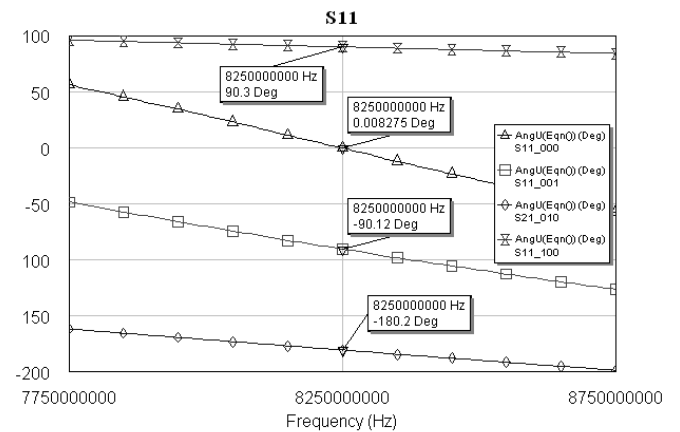 S11
100
50
0
-50
100
150
-200
8250000000 Hz
90.3 Deg
8250000000 Hz
0.008275 Deg
8250000000 Hz
-90.12 Deg
8250000000 Hz
-180.2 Deg
AngU(Eqn()) (Deg)
S11_000
AngU(Eqn()) (Deg)
S11_001
AngU(Eqn()) (Deg)
S21_010
AngU(Eqn()) (Deg)
S11_100
7750000000
8250000000
8750000000
Frequency (Hz)